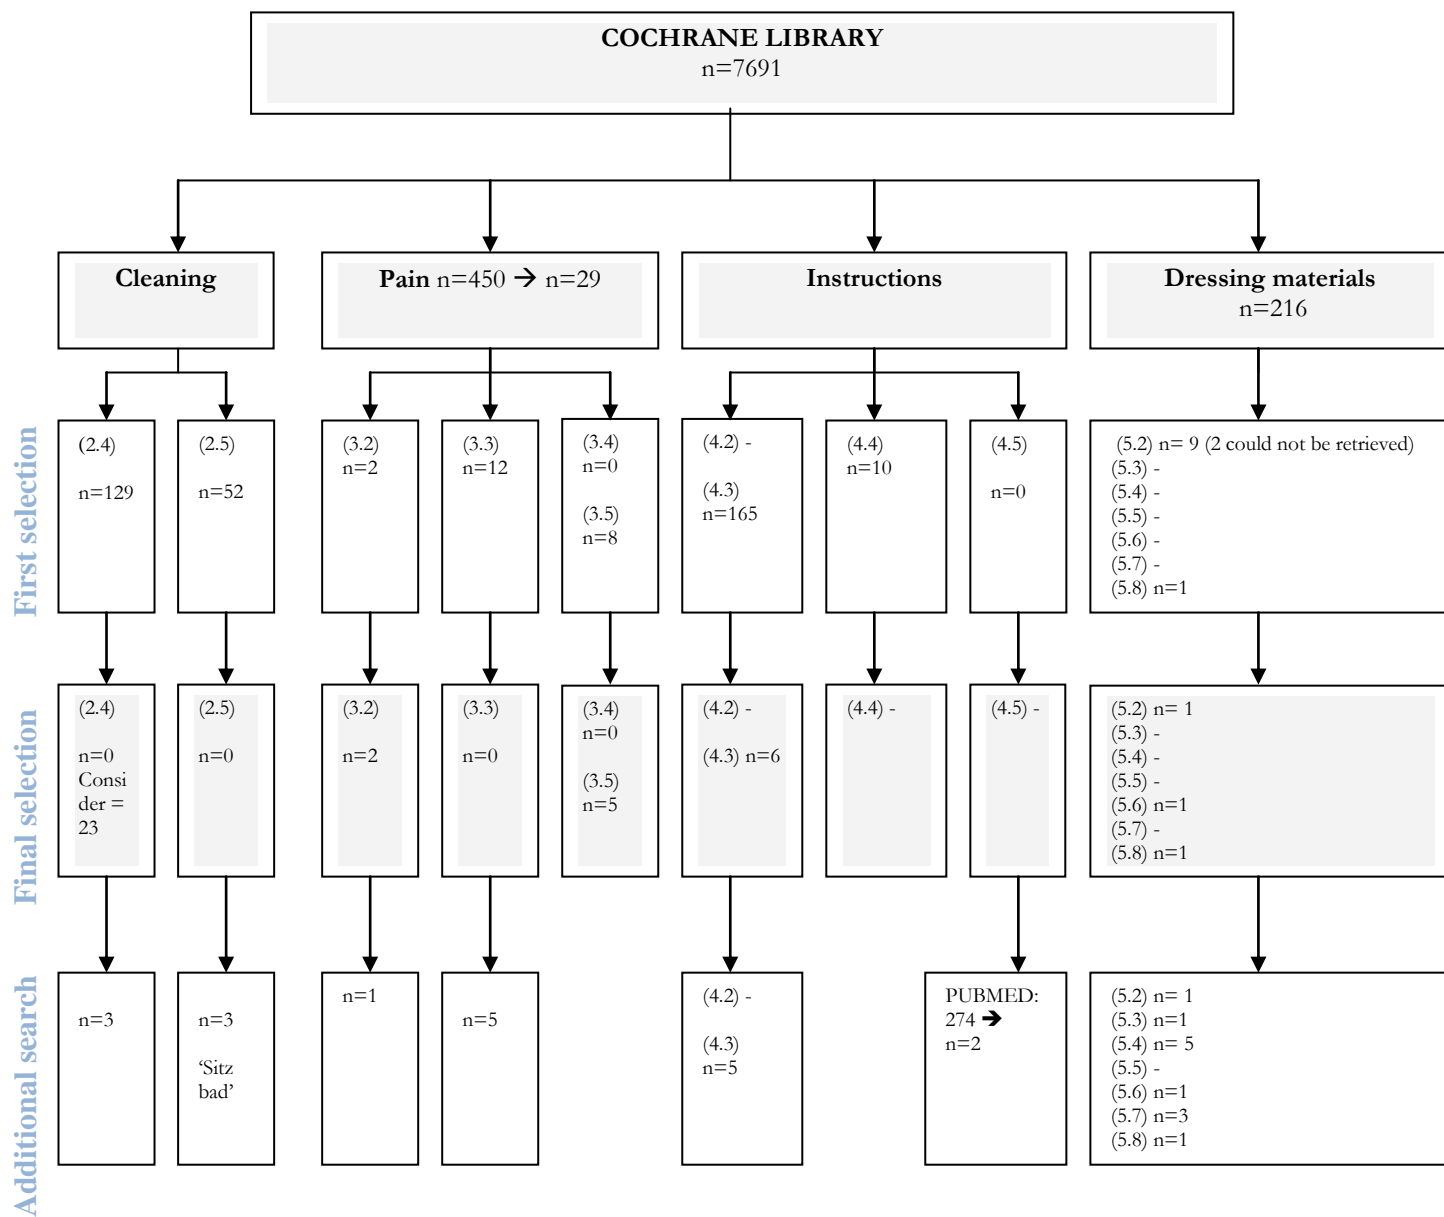 COCHRANE LIBRARY
n=7691
Cleaning
Pain n=450 → n=29
Instructions
Dressing materials
n=216
First selection
(2.4)
n=129
(2.5)
n=52
(3.2)
n=2
(3.3)
n=12
(3.4)
n=0
(3.5)
n=8
(4.2) -
(4.3)
n=165
(4.4)
n=10
(4.5)
n=0
(5.2) n= 9 (2 could not be retrieved)
(5.3) -
(5.4) -
(5.5) -
(5.6) -
(5.7) -
(5.8) n=1
Final selection
(2.4)
n=0
Consi
der =
23
(2.5)
n=0
(3.2)
n=2
(3.3)
n=0
(3.4)
n=0
(3.5)
n=5
(4.2) -
(4.3) n=6
(4.4) -
(4.5) -
(5.2) n= 1
(5.3) -
(5.4) -
(5.5) -
(5.6) n=1
(5.7) -
(5.8) n=1
Additional search
n=3
n=3
‘Sitz
bad’
n=1
n=5
(4.2) -
(4.3)
n=5
PUBMED:
274 →
n=2
(5.2) n= 1
(5.3) n=1
(5.4) n= 5
(5.5) -
(5.6) n=1
(5.7) n=3
(5.8) n=1